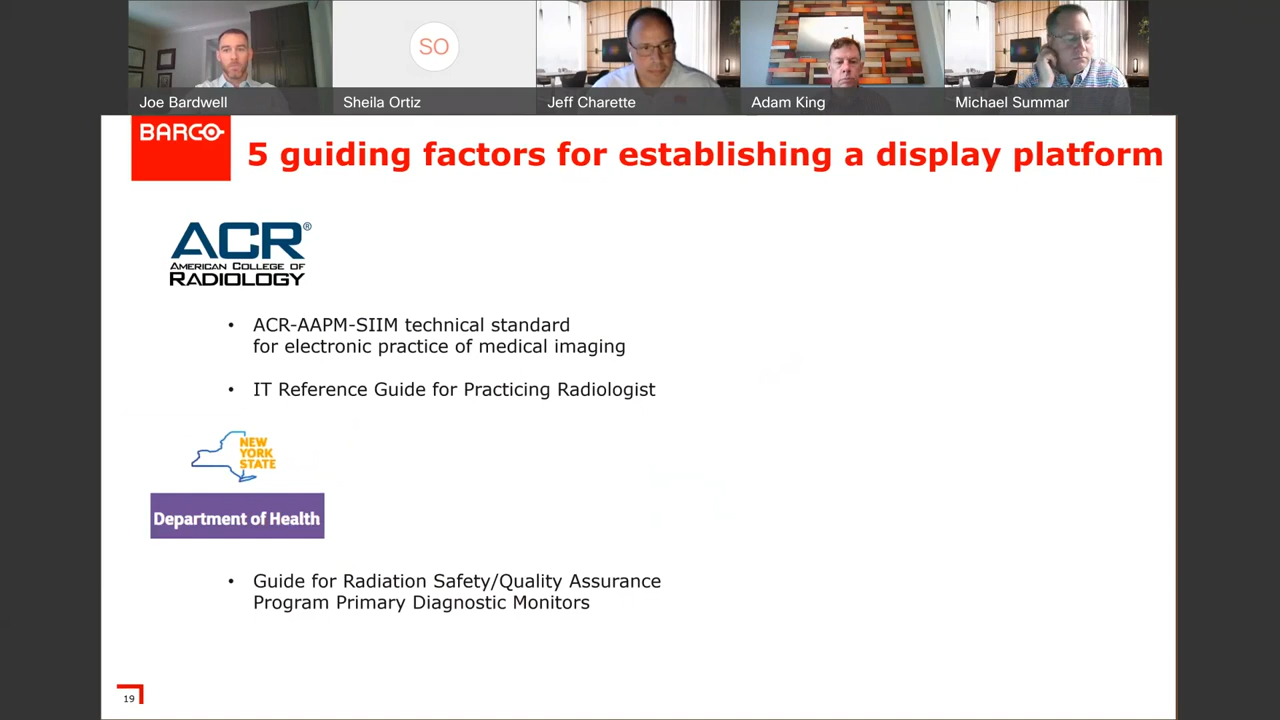 SO
Joe Bardwell
Sheila Ortiz
Jeff Charette
Adam King
Michael Summar
BARCO
5 guiding factors for establishing a display platform
ACR®
AMERICAN COLLEGE OF
RADIOLOGY
• ACR-AAPM-SIIM technical standard
for electronic practice of medical imaging
• IT Reference Guide for Practicing Radiologist
NEW
YORK
STATE
Department of Health
• Guide for Radiation Safety/Quality Assurance
Program Primary Diagnostic Monitors
19